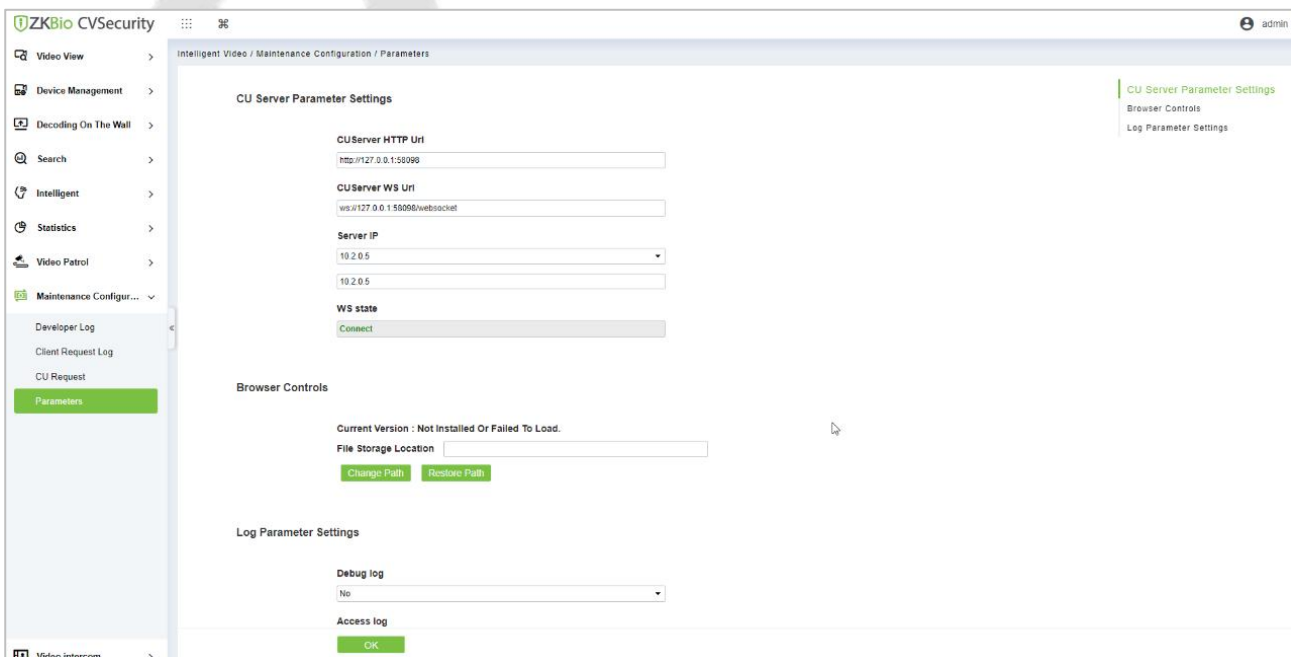 ZKBio CVSecurity
admin
Video View
Device Management
Decoding On The Wall
Search
Intelligent
Statistics
Video Patrol
Maintenance Configur...
Developer Log
Client Request Log
CU Request
Parameters
Video intercom
Intelligent Video / Maintenance Configuration / Parameters
CU Server Parameter Settings
CUServer HTTP Url
http://127.0.0.1:58098
CUServer WS Url
ws://127.0.0.1:58098/websocket
Server IP
10.2.0.5
10.2.0.5
WS state
Connect
Browser Controls
Current Version : Not Installed Or Failed To Load.
File Storage Location
Change Path Restore Path
Log Parameter Settings
Debug log
No
Access log
OK
CU Server Parameter Settings
Browser Controls
Log Parameter Settings